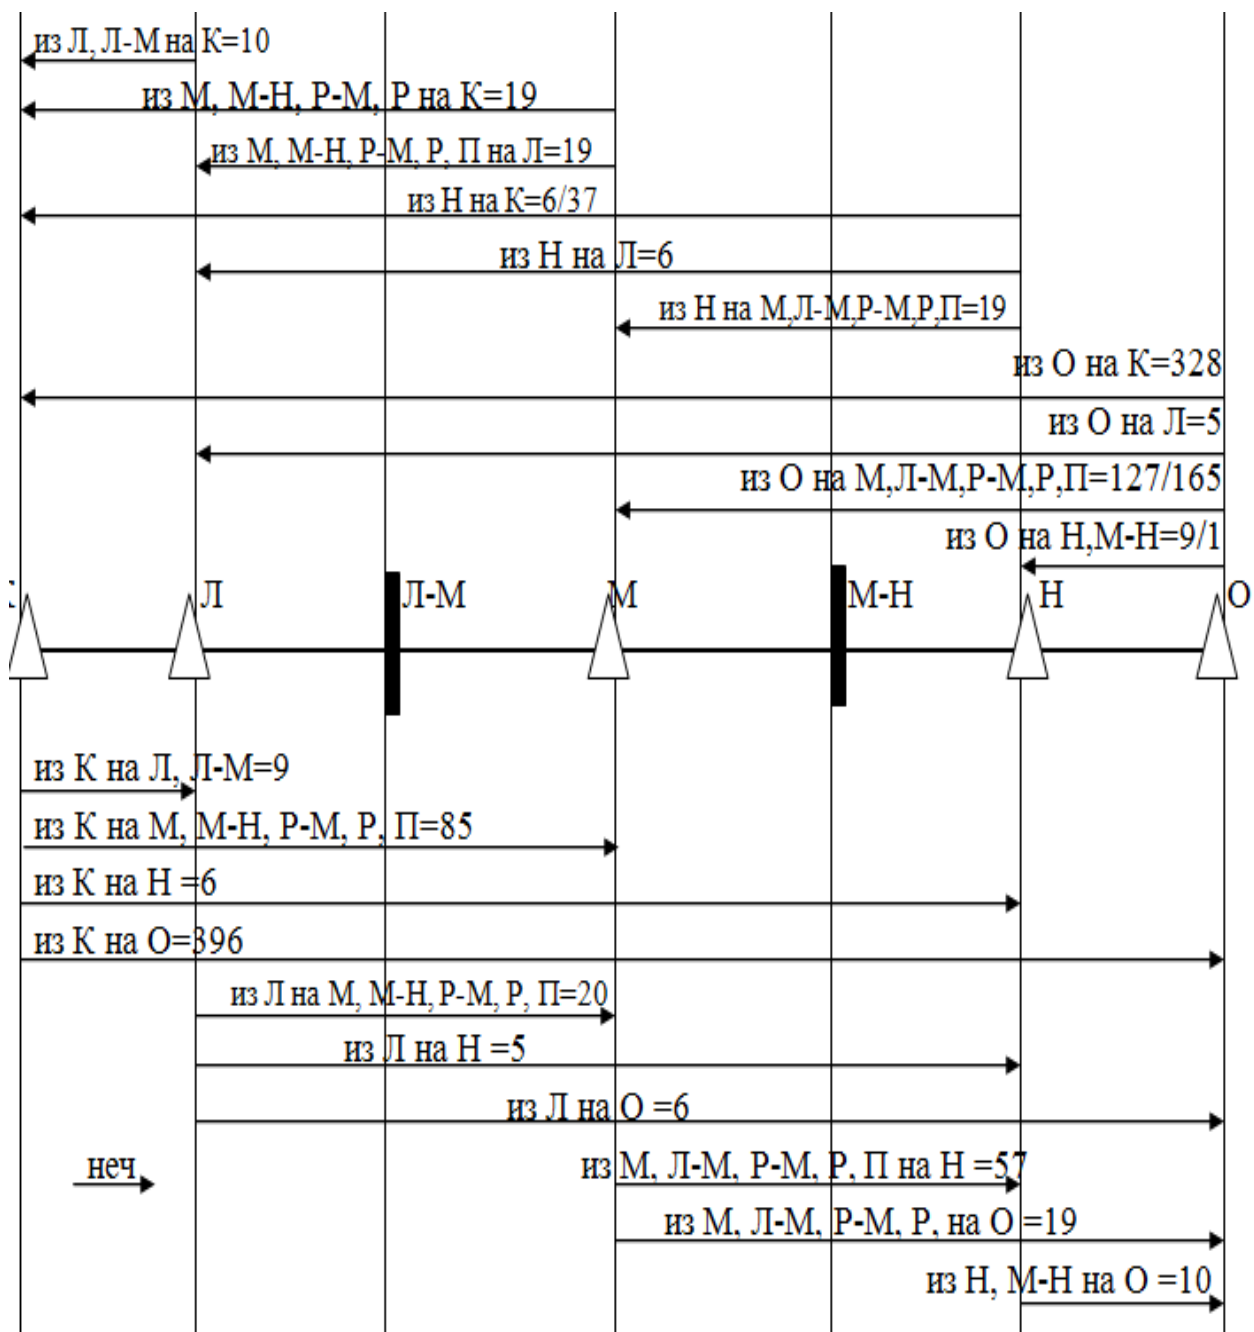 из Л, Л-М на К=10
из М, М-Н, Р-М, Р на К=19
из М, М-Н, Р-М, Р, П на Л=19
из Н на К=6/37
из Н на Л=6
из Н на М,Л-М,Р-М,Р,П=19
из О на К=328
из О на Л=5
из О на М,Л-М,Р-М,Р,П=127/165
из О на Н,М-Н=9/1
Л Л-М М М-Н Н О
из К на Л, Л-М=9
из К на М, М-Н, Р-М, Р, П=85
из К на Н =6
из К на О=396
из Л на М, М-Н, Р-М, Р, П=20
из Л на Н =5
из Л на О =6
неч из М, Л-М, Р-М, Р, П на Н =57
из М, Л-М, Р-М, Р, на О =19
из Н, М-Н на О =10